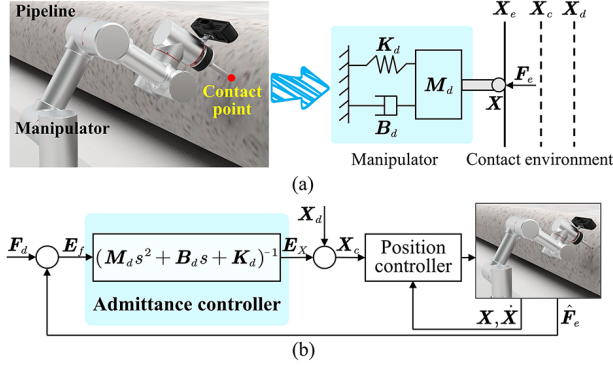 Pipeline
Contact
point
Manipulator
X_e X_c X_d
K_d
M_d
B_d
F_e
X
Manipulator Contact environment
(a)
X_d
F_d E_f (M_d s² + B_d s + K_d)⁻¹ E_X X_c Position
controller
Admittance controller
X, Ẋ F̂_e
(b)